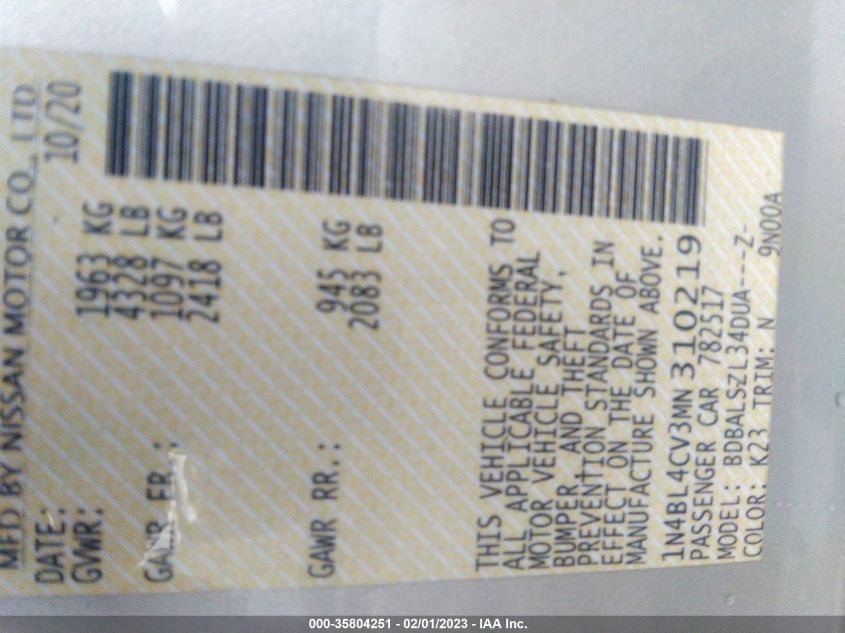 MFD BY NISSAN MOTOR CO., LTD
DATE: 10/20
GVWR: 1963 KG
4328 LB
GAWR FR.: 1097 KG
2418 LB
GAWR RR.: 945 KG
2083 LB
THIS VEHICLE CONFORMS TO
ALL APPLICABLE FEDERAL
MOTOR VEHICLE SAFETY,
BUMPER, AND THEFT
PREVENTION STANDARDS IN
EFFECT ON THE DATE OF
MANUFACTURE SHOWN ABOVE.
1N4BL4CV3MN310219
PASSENGER CAR 782517
MODEL: BDBALSZL34DUA---Z-
COLOR: K23 TRIM: N 9N00A
000-35804251 - 02/01/2023 - IAA Inc.